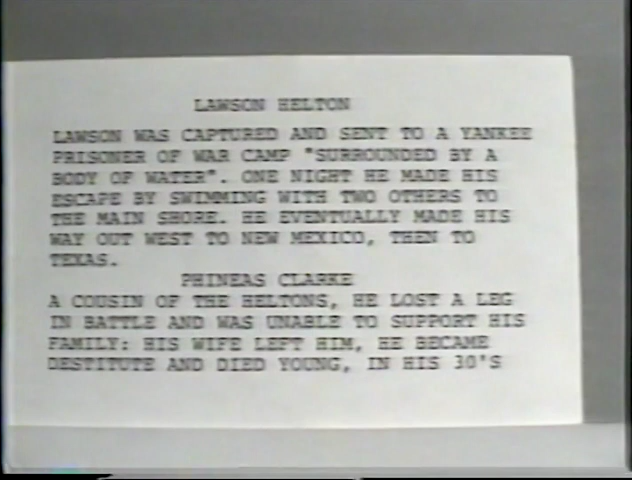 LAWSON HELTON
LAWSON WAS CAPTURED AND SENT TO A YANKEE
PRISONER OF WAR CAMP "SURROUNDED BY A
BODY OF WATER". ONE NIGHT HE MADE HIS
ESCAPE BY SWIMMING WITH TWO OTHERS TO
THE MAIN SHORE. HE EVENTUALLY MADE HIS
WAY OUT WEST TO NEW MEXICO, THEN TO
TEXAS.
PHINEAS CLARKE
A COUSIN OF THE HELTONS, HE LOST A LEG
IN BATTLE AND WAS UNABLE TO SUPPORT HIS
FAMILY: HIS WIFE LEFT HIM, HE BECAME
DESTITUTE AND DIED YOUNG, IN HIS 30'S